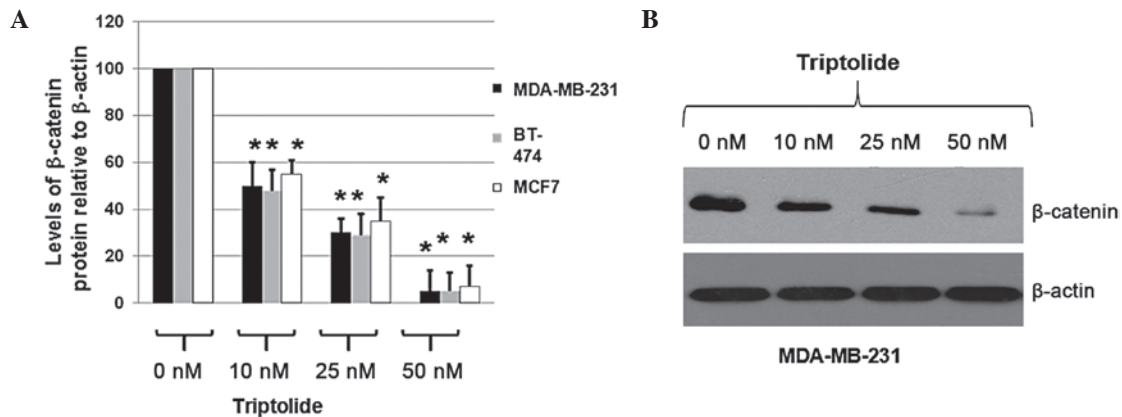 A
Levels of β-catenin
protein relative to β-actin
120
100
80
60
40
20
0
* * *
* * *
* * *
MDA-MB-231
BT-
474
MCF7
0 nM 10 nM 25 nM 50 nM
Triptolide
B
Triptolide
0 nM 10 nM 25 nM 50 nM
β-catenin
β-actin
MDA-MB-231